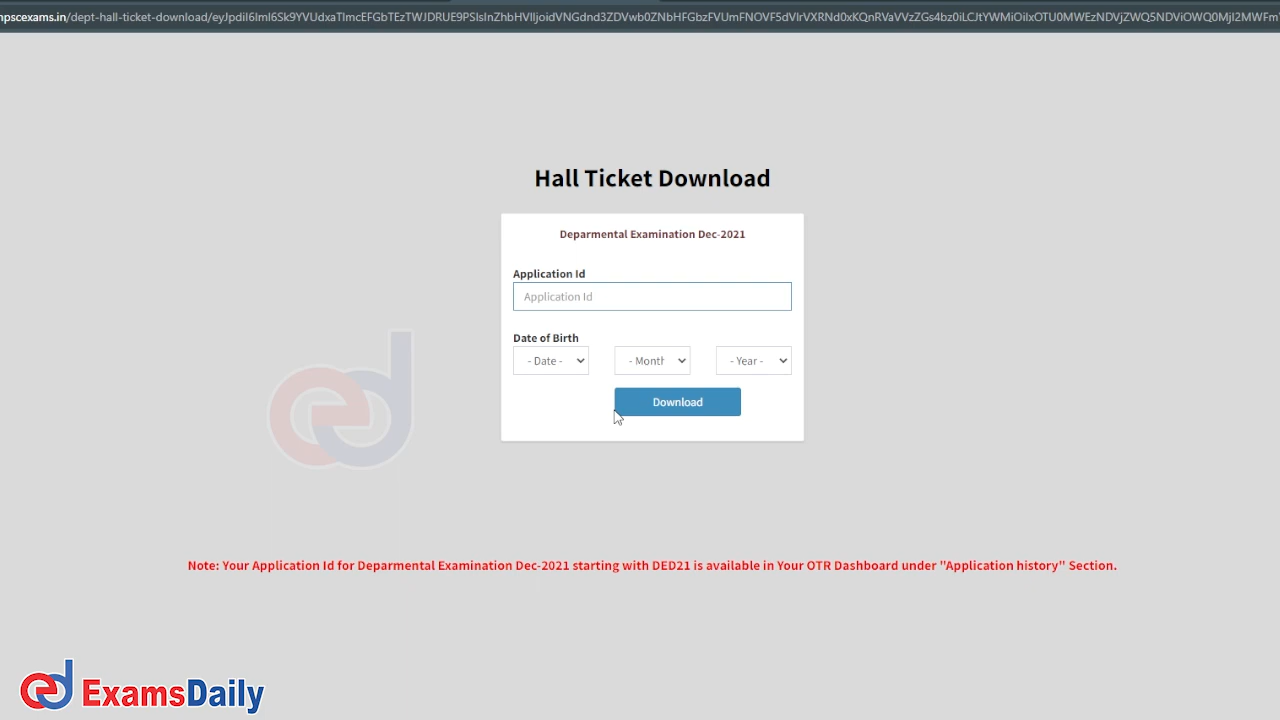 npscexams.in/dept-hall-ticket-download/
Hall Ticket Download
Deparmental Examination Dec-2021
Application Id
Application Id
Date of Birth
- Date - - Month - Year -
Download
Note: Your Application Id for Deparmental Examination Dec-2021 starting with DED21 is available in Your OTR Dashboard under "Application history" Section.
ed ExamsDaily